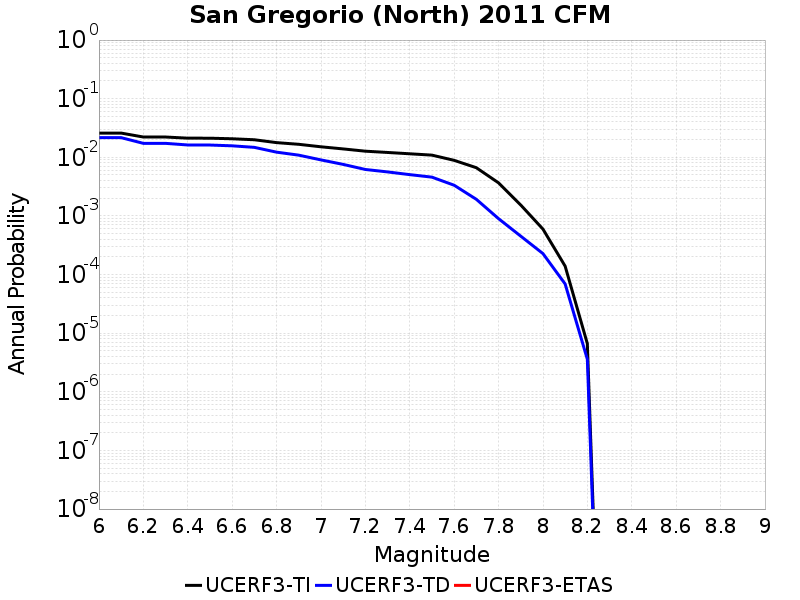 San Gregorio (North) 2011 CFM
10^0
10^-1
10^-2
10^-3
10^-4
10^-5
10^-6
10^-7
10^-8
Annual Probability
6 6.2 6.4 6.6 6.8 7 7.2 7.4 7.6 7.8 8 8.2 8.4 8.6 8.8 9
Magnitude
UCERF3-TI UCERF3-TD UCERF3-ETAS